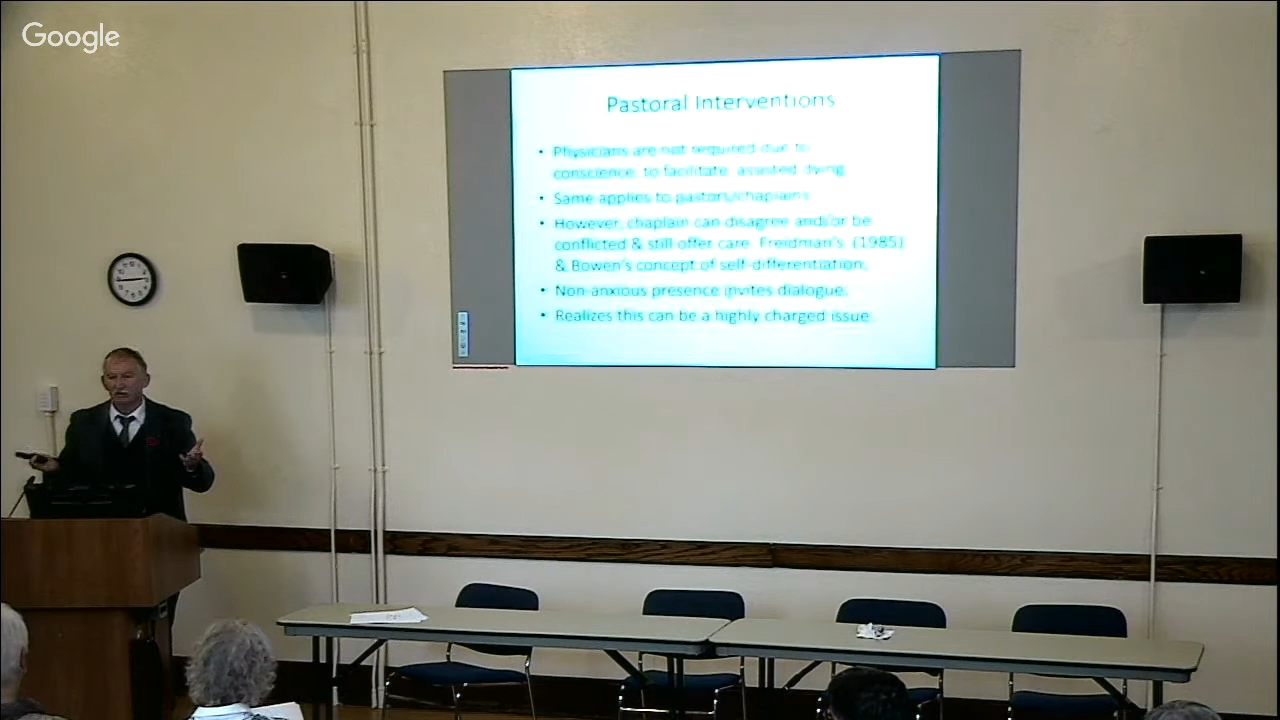 Google
Pastoral Interventions
• Physicians are not required due to
conscience, to facilitate assisted dying
• Same applies to pastors/chaplains
• However, chaplain can disagree and/or be
conflicted & still offer care. Freidman's (1985)
& Bowen's concept of self-differentiation.
• Non-anxious presence invites dialogue.
• Realizes this can be a highly charged issue